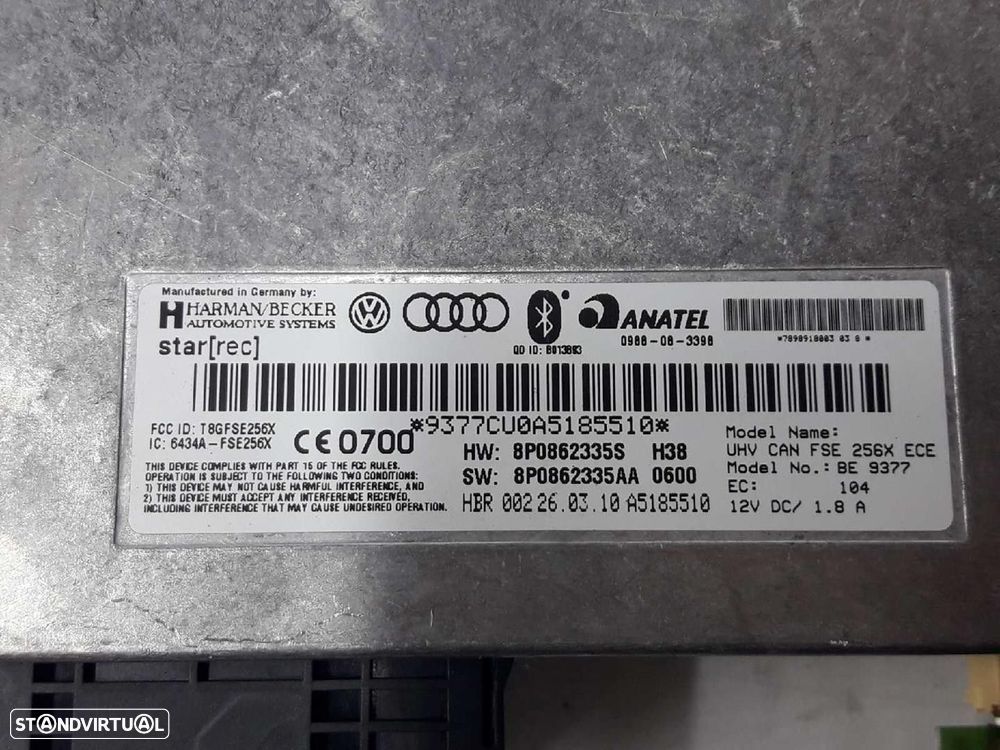 Manufactured in Germany by:
HARMAN/BECKER
AUTOMOTIVE SYSTEMS
star[rec]
QD ID: B013883
ANATEL
0988-08-3398
*9377CU0A5185510*
FCC ID: T8GFSE256X
IC: 6434A-FSE256X
CE 0700
THIS DEVICE COMPLIES WITH PART 15 OF THE FCC RULES.
OPERATION IS SUBJECT TO THE FOLLOWING TWO CONDITIONS:
1) THIS DEVICE MAY NOT CAUSE HARMFUL INTERFERENCE, AND
2) THIS DEVICE MUST ACCEPT ANY INTERFERENCE RECEIVED,
INCLUDING INTERFERENCE THAT MAY CAUSE UNDESIRED OPERATION.
HW: 8P0862335S H38
SW: 8P0862335AA 0600
HBR 002 26.03.10 A5185510
Model Name:
UHV CAN FSE 256X ECE
Model No.: BE 9377
EC: 104
12V DC/ 1.8 A
STANDVIRTUAL